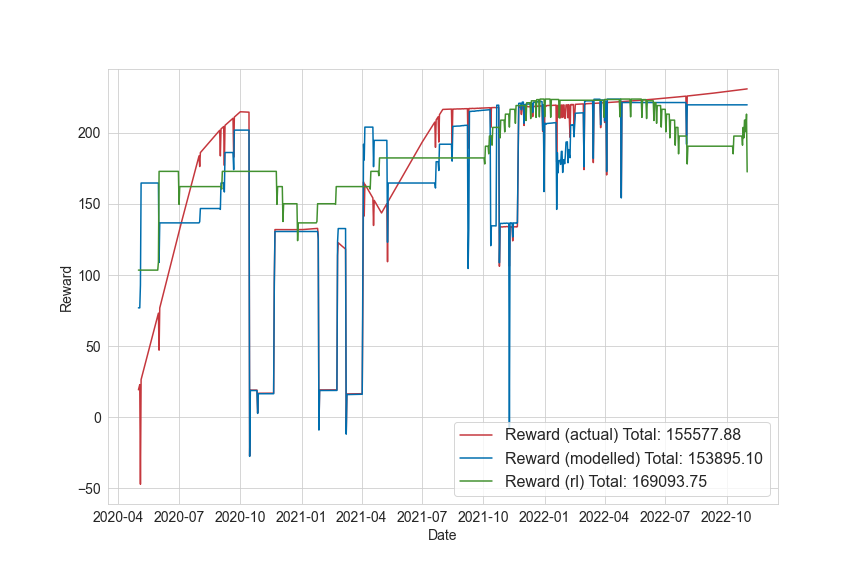 200
150
100
50
0
−50
Reward
2020-04 2020-07 2020-10 2021-01 2021-04 2021-07 2021-10 2022-01 2022-04 2022-07 2022-10
Date
Reward (actual) Total: 155577.88
Reward (modelled) Total: 153895.10
Reward (rl) Total: 169093.75